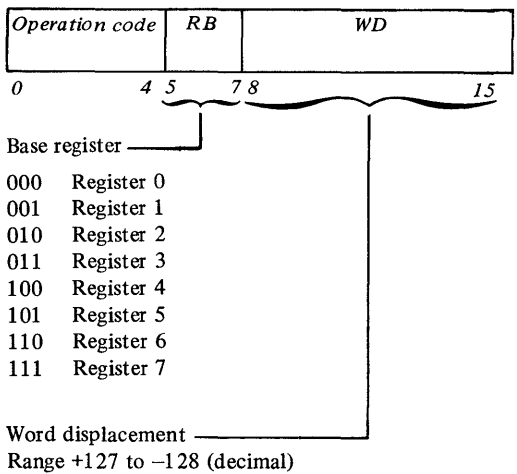 Operation code RB WD
0 4 5 7 8 15
Base register
000 Register 0
001 Register 1
010 Register 2
011 Register 3
100 Register 4
101 Register 5
110 Register 6
111 Register 7
Word displacement
Range +127 to −128 (decimal)